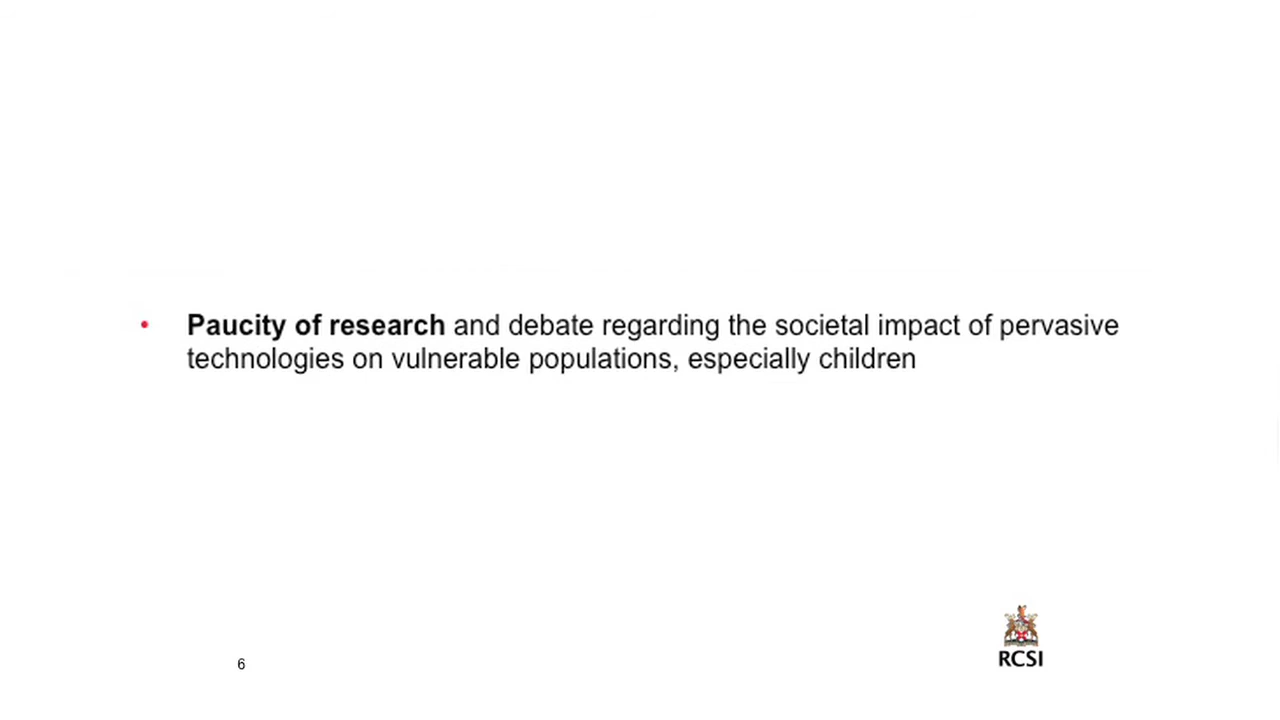 • Paucity of research and debate regarding the societal impact of pervasive
technologies on vulnerable populations, especially children
6
RCSI